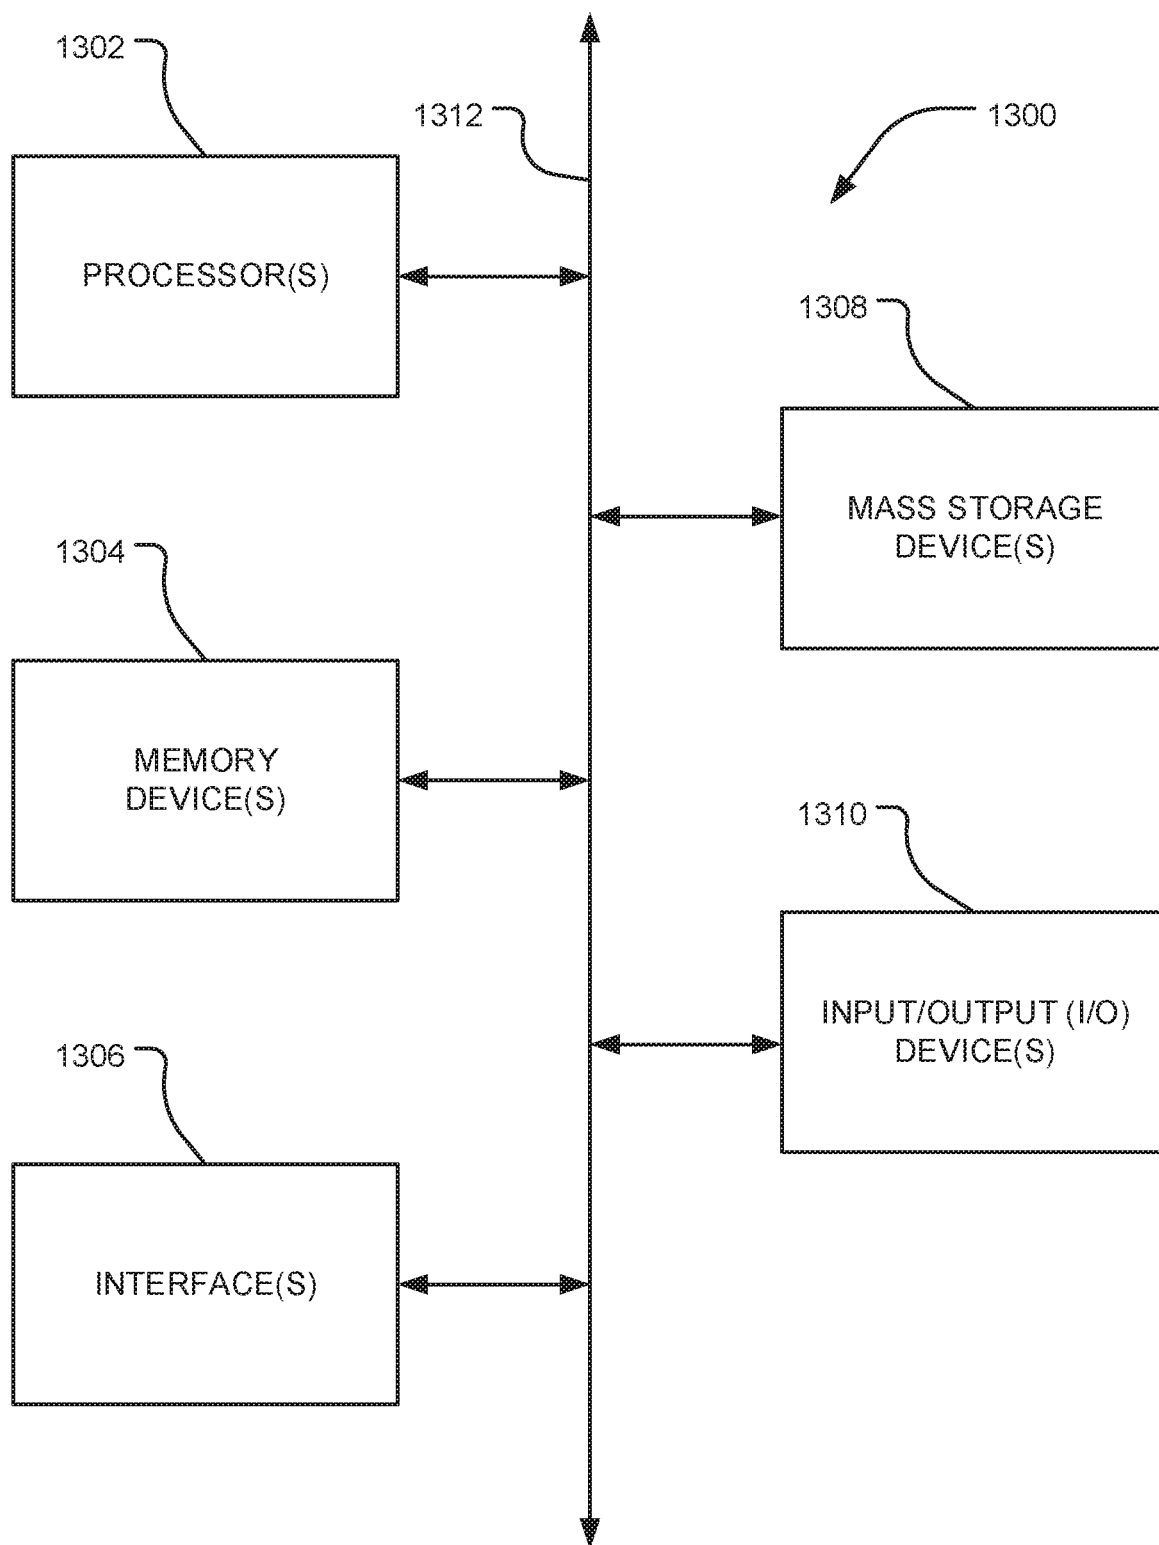 1302
1312
1300
PROCESSOR(S)
1308
MASS STORAGE
DEVICE(S)
1304
MEMORY
DEVICE(S)
1310
INPUT/OUTPUT (I/O)
DEVICE(S)
1306
INTERFACE(S)